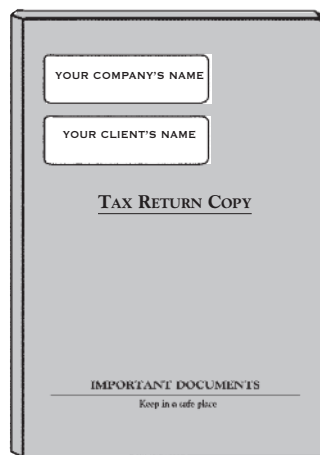 YOUR COMPANY'S NAME
YOUR CLIENT'S NAME
TAX RETURN COPY
IMPORTANT DOCUMENTS
Keep in a safe place